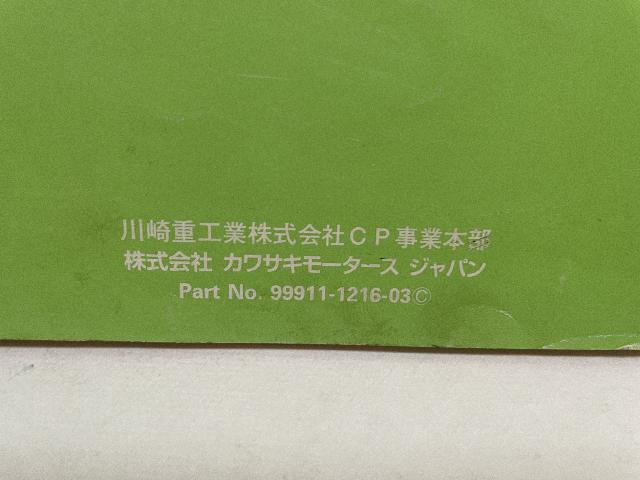 川崎重工業株式会社ＣＰ事業本部
株式会社 カワサキモータース ジャパン
Part No. 99911-1216-03©